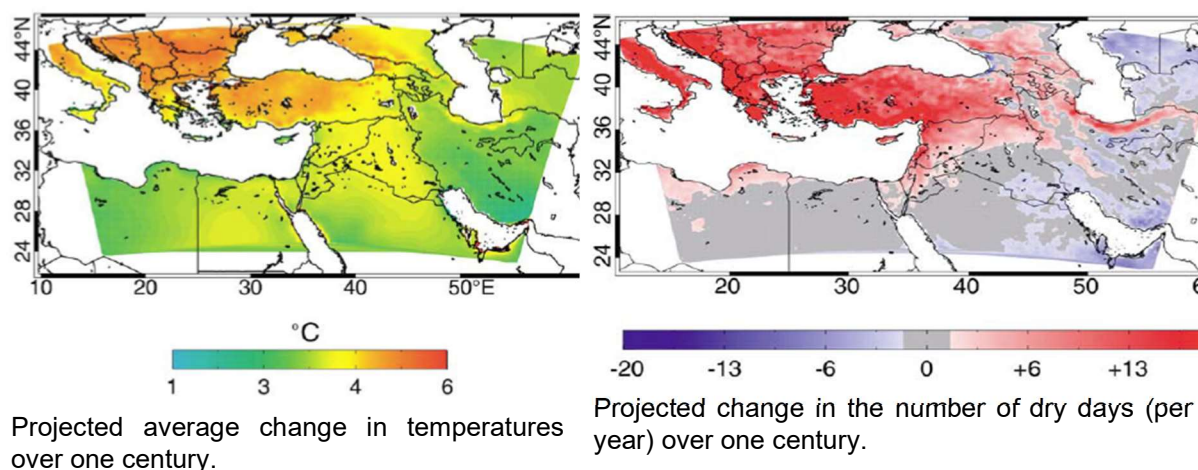 44°N
40
36
32
28
24
10 20 30 40 50°E
°C
1 3 4 6
Projected average change in temperatures
over one century.
44°N
40
36
32
28
24
20 30 40 50 6
-20 -13 -6 0 +6 +13
Projected change in the number of dry days (per
year) over one century.